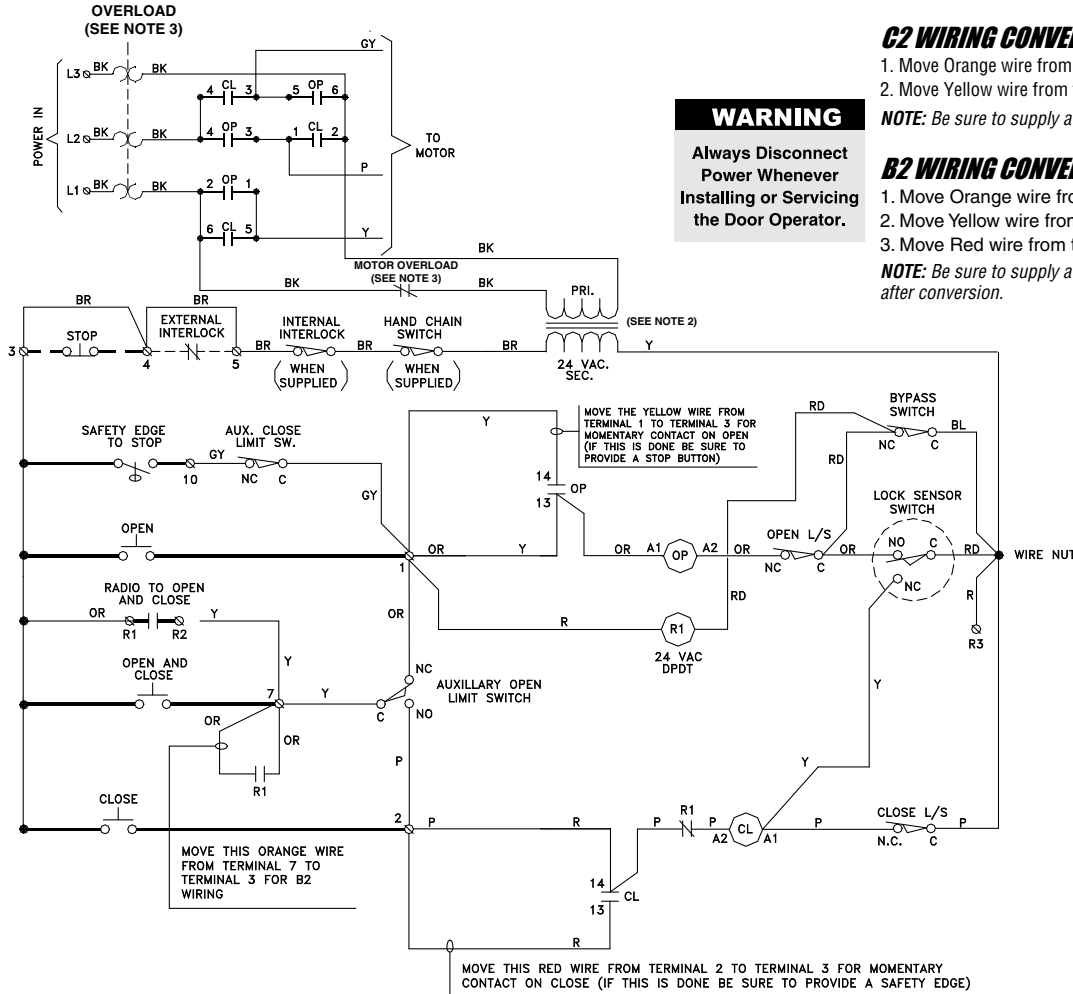 OVERLOAD
(SEE NOTE 3)
GY
L3 BK BK
4 CL 3 5 OP 6
POWER IN
L2 BK BK
4 OP 3 1 CL 2
TO
MOTOR
P
L1 BK BK
2 OP 1
6 CL 5
Y
BK
MOTOR OVERLOAD
(SEE NOTE 3)
BK BK
PRI.
(SEE NOTE 2)
24 VAC.
SEC.
Y
WARNING
Always Disconnect
Power Whenever
Installing or Servicing
the Door Operator.
C2 WIRING CONVE
1. Move Orange wire from
2. Move Yellow wire from
NOTE: Be sure to supply a
B2 WIRING CONVE
1. Move Orange wire fro
2. Move Yellow wire fron
3. Move Red wire from t
NOTE: Be sure to supply a
after conversion.
BR BR
STOP
EXTERNAL
INTERLOCK
INTERNAL
INTERLOCK
HAND CHAIN
SWITCH
3 4 5 BR BR BR
(WHEN
SUPPLIED)
(WHEN
SUPPLIED)
SAFETY EDGE
TO STOP
AUX. CLOSE
LIMIT SW.
10 GY NC C
GY
Y
MOVE THE YELLOW WIRE FROM
TERMINAL 1 TO TERMINAL 3 FOR
MOMENTARY CONTACT ON OPEN
(IF THIS IS DONE BE SURE TO
PROVIDE A STOP BUTTON)
14
OP
13
RD
BYPASS
SWITCH
NC C
BL
RD
LOCK SENSOR
SWITCH
OPEN
1 OR Y
OR A1 OP A2 OR
OPEN L/S
NC C
OR NO C RD
NC
WIRE NUT
R
R3
RD
R R1
24 VAC
DPDT
RADIO TO OPEN
AND CLOSE
OR R1 R2 Y
OR
Y
OPEN AND
CLOSE
7 Y C
NC
NO
AUXILLARY OPEN
LIMIT SWITCH
OR OR
R1
P
Y
Y
CLOSE
2 P R
P R1 P
A2 CL A1
P
CLOSE L/S
N.C. C
P
14
CL
13
R
MOVE THIS ORANGE WIRE
FROM TERMINAL 7 TO
TERMINAL 3 FOR B2
WIRING
MOVE THIS RED WIRE FROM TERMINAL 2 TO TERMINAL 3 FOR MOMENTARY
CONTACT ON CLOSE (IF THIS IS DONE BE SURE TO PROVIDE A SAFETY EDGE)